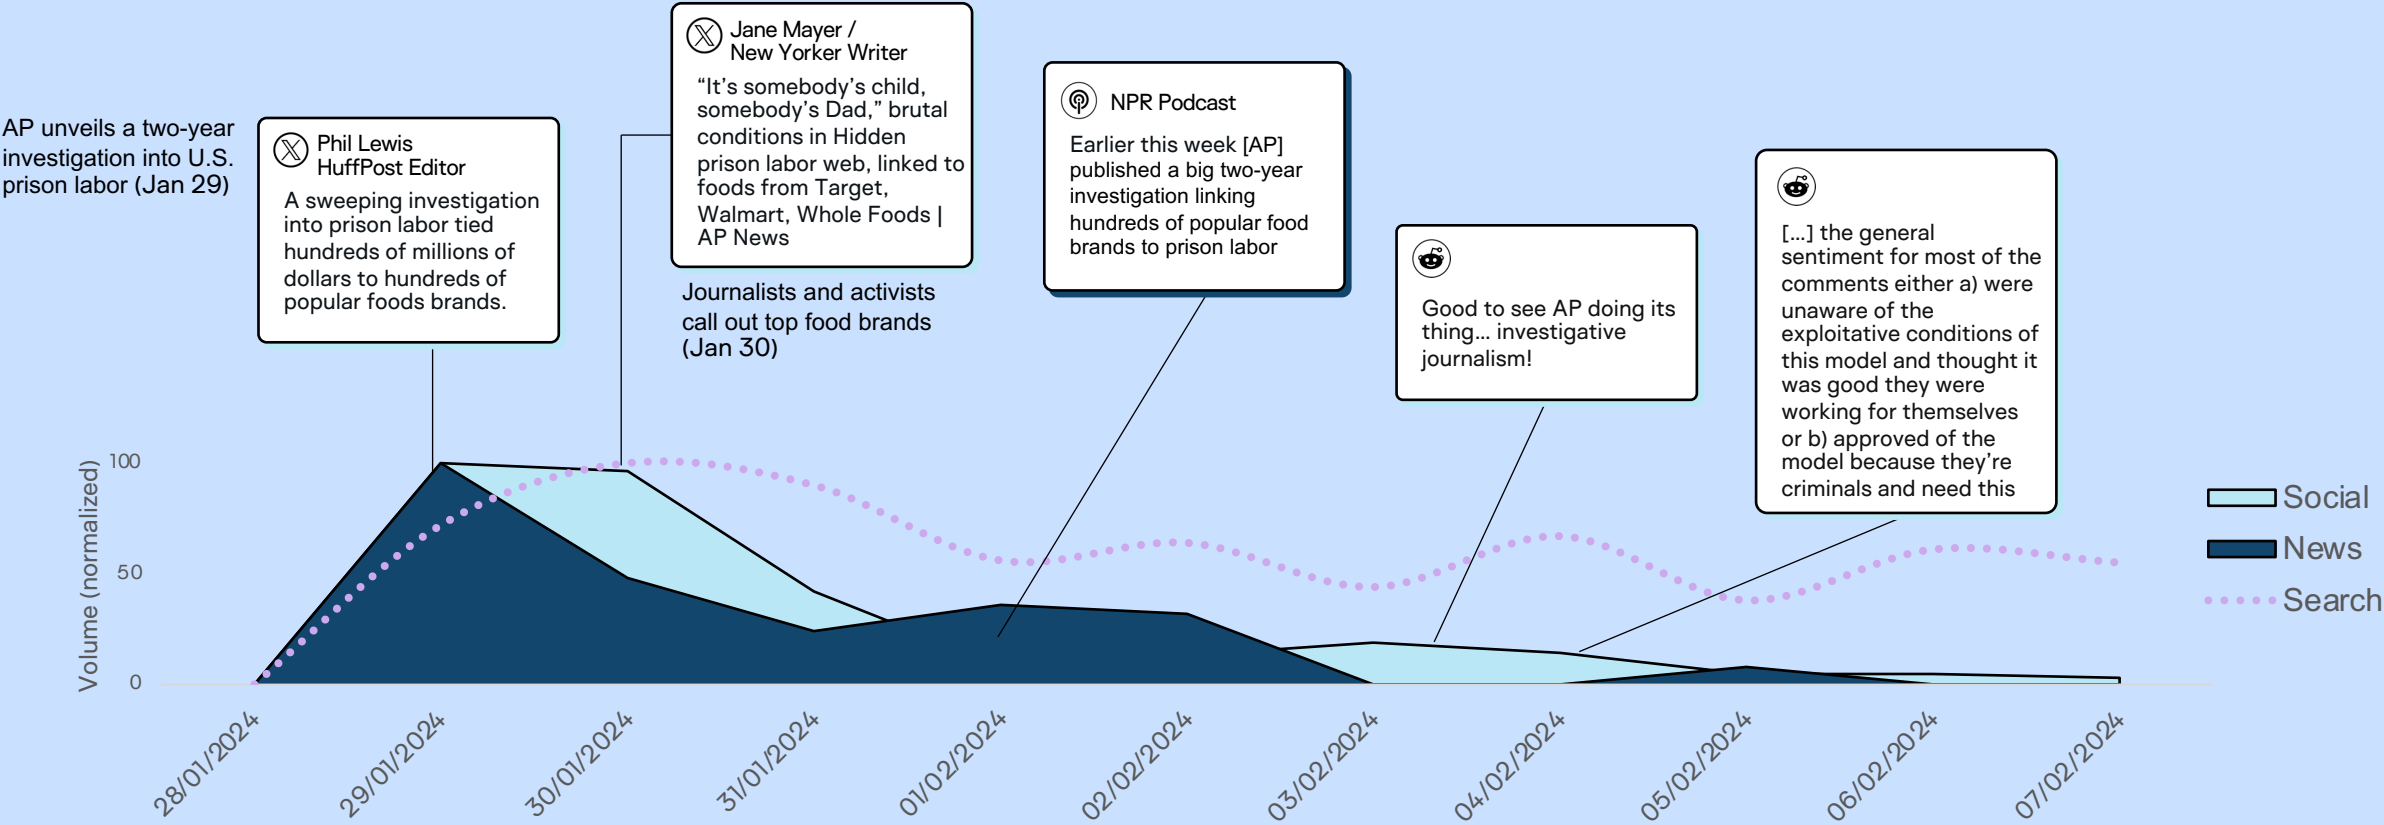 AP unveils a two-year
investigation into U.S.
prison labor (Jan 29)
Phil Lewis
HuffPost Editor
A sweeping investigation
into prison labor tied
hundreds of millions of
dollars to hundreds of
popular foods brands.
Jane Mayer /
New Yorker Writer
“It’s somebody’s child,
somebody’s Dad,” brutal
conditions in Hidden
prison labor web, linked to
foods from Target,
Walmart, Whole Foods |
AP News
Journalists and activists
call out top food brands
(Jan 30)
NPR Podcast
Earlier this week [AP]
published a big two-year
investigation linking
hundreds of popular food
brands to prison labor
Good to see AP doing its
thing... investigative
journalism!
[...] the general
sentiment for most of the
comments either a) were
unaware of the
exploitative conditions of
this model and thought it
was good they were
working for themselves
or b) approved of the
model because they’re
criminals and need this
Volume (normalized)
100
50
0
28/01/2024
29/01/2024
30/01/2024
31/01/2024
01/02/2024
02/02/2024
03/02/2024
04/02/2024
05/02/2024
06/02/2024
07/02/2024
Social
News
Search